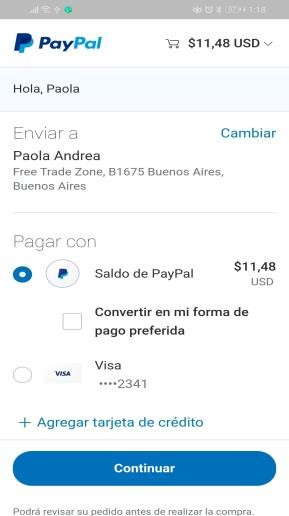 1:18
PayPal
$11,48 USD
Hola, Paola
Enviar a
Cambiar
Paola Andrea
Free Trade Zone, B1675 Buenos Aires,
Buenos Aires
Pagar con
Saldo de PayPal
$11,48
USD
Convertir en mi forma de
pago preferida
VISA
Visa
••••2341
+ Agregar tarjeta de crédito
Continuar
Podrá revisar su pedido antes de realizar la compra.